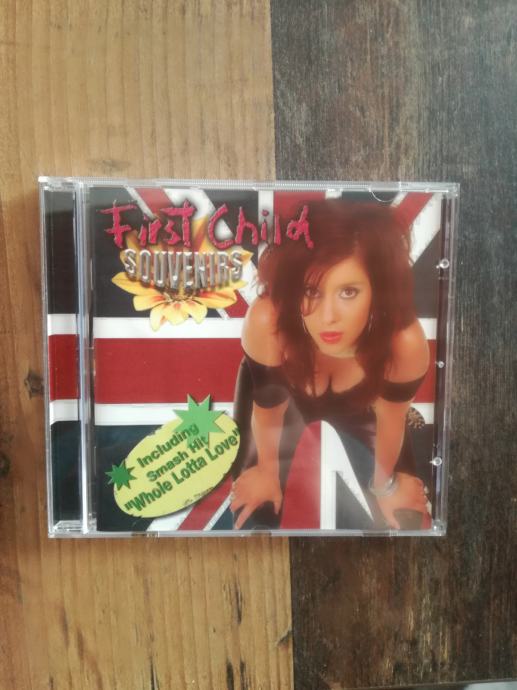 First Child
SOUVENIRS
Including
Smash Hit
"Whole Lotta Love"